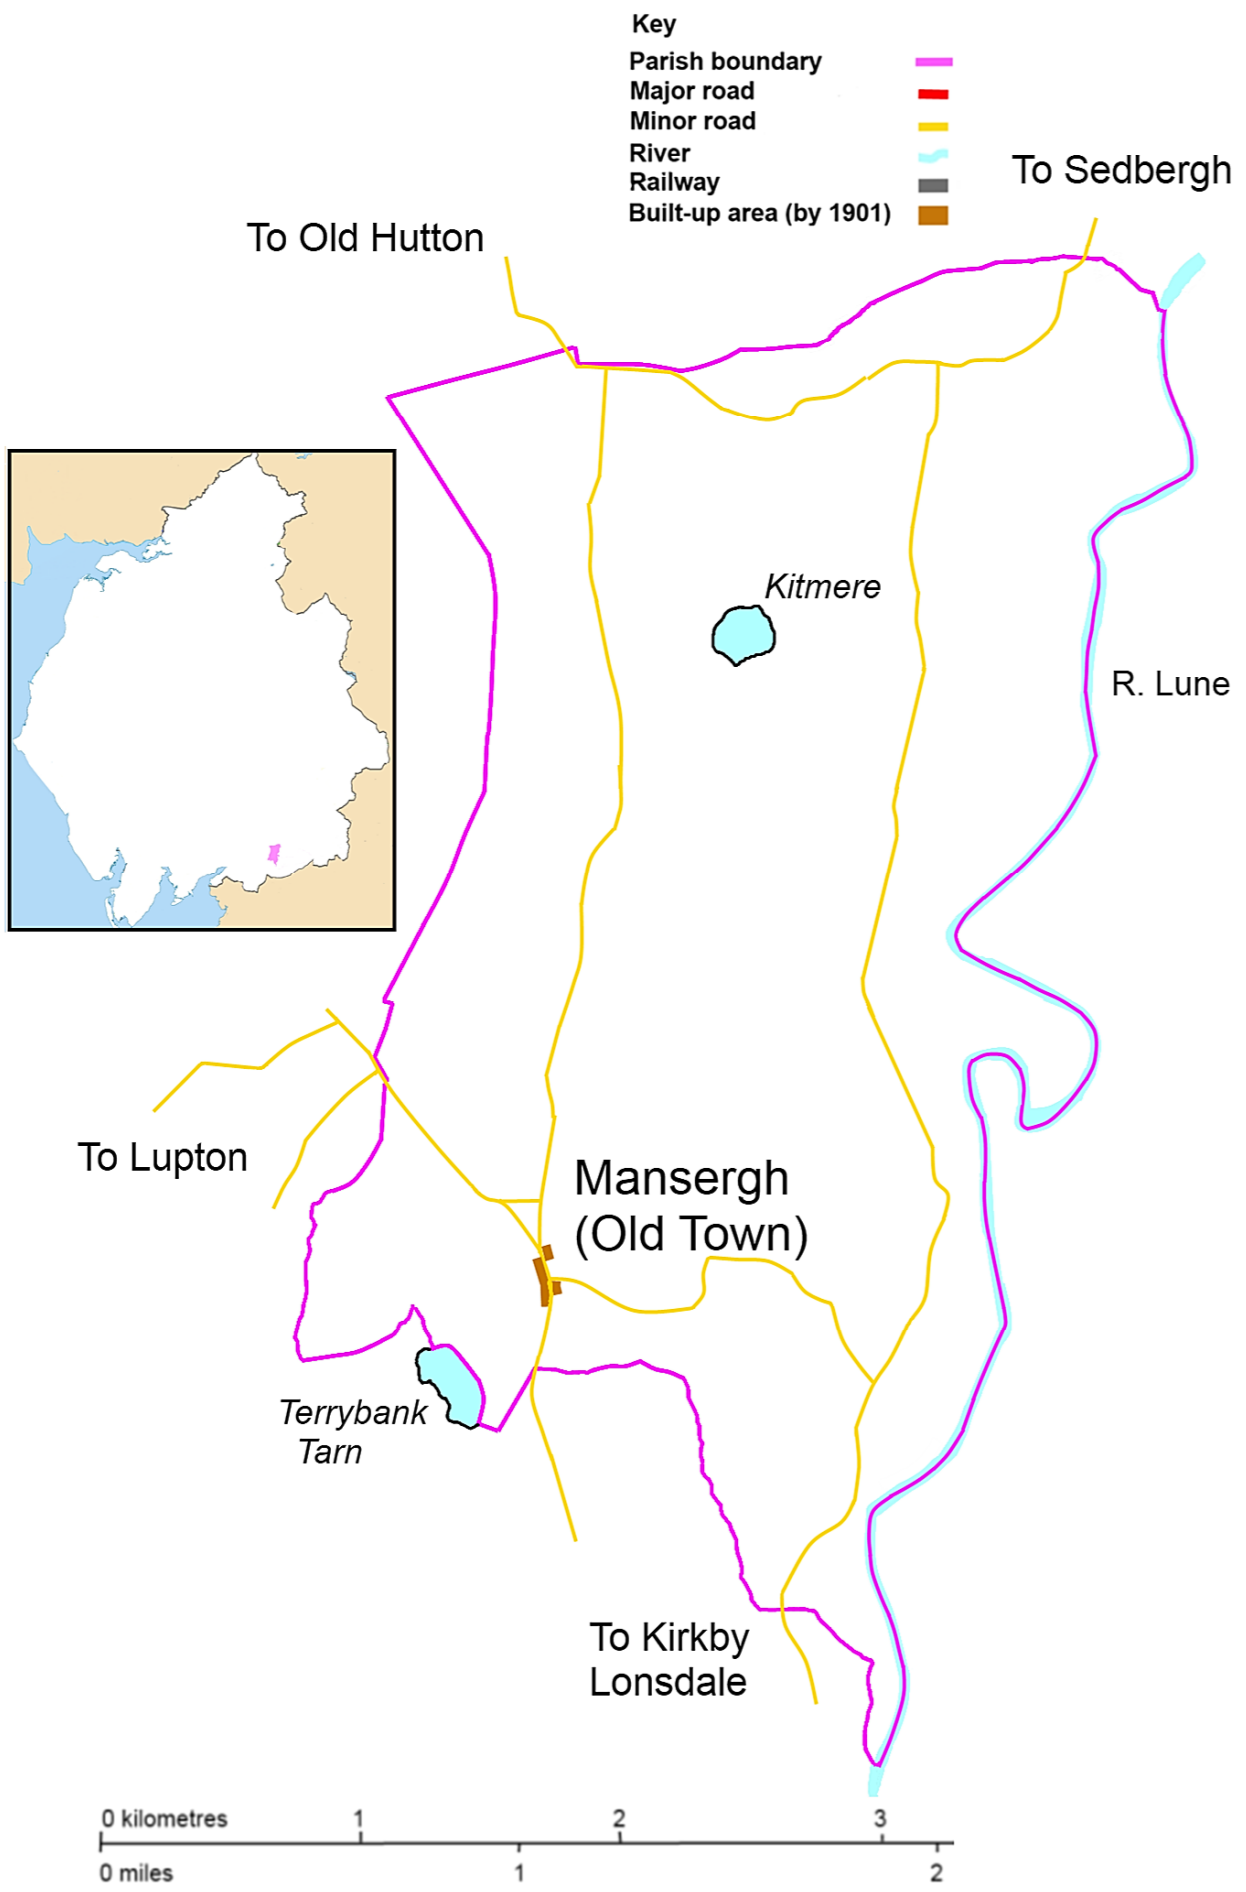 Key
Parish boundary
Major road
Minor road
River
Railway
Built-up area (by 1901)
To Sedbergh
To Old Hutton
Kitmere
R. Lune
To Lupton
Mansergh
(Old Town)
Terrybank
Tarn
To Kirkby
Lonsdale
0 kilometres 1 2 3
0 miles 1 2